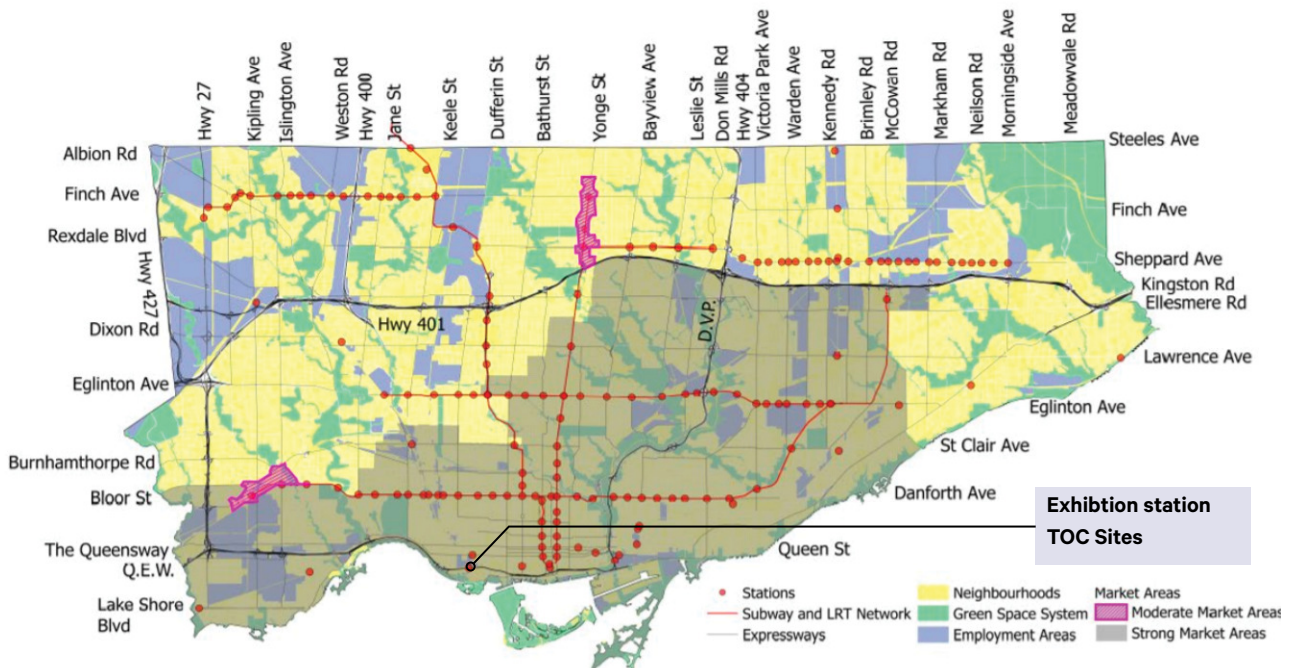 Hwy 27
Kipling Ave
Islington Ave
Weston Rd
Hwy 400
Jane St
Keele St
Dufferin St
Bathurst St
Yonge St
Bayview Ave
Leslie St
Don Mills Rd
Hwy 404
Victoria Park Ave
Warden Ave
Kennedy Rd
Brimley Rd
McCowan Rd
Markham Rd
Neilson Rd
Morningside Ave
Meadowvale Rd
Albion Rd
Finch Ave
Rexdale Blvd
Hwy 427
Dixon Rd
Eglinton Ave
Burnhamthorpe Rd
Bloor St
The Queensway
Q.E.W.
Lake Shore
Blvd
Hwy 401
D.V.P.
Steeles Ave
Finch Ave
Sheppard Ave
Kingston Rd
Ellesmere Rd
Lawrence Ave
Eglinton Ave
St Clair Ave
Danforth Ave
Queen St
Exhibtion station
TOC Sites
Stations
Subway and LRT Network
Expressways
Neighbourhoods
Green Space System
Employment Areas
Market Areas
Moderate Market Areas
Strong Market Areas